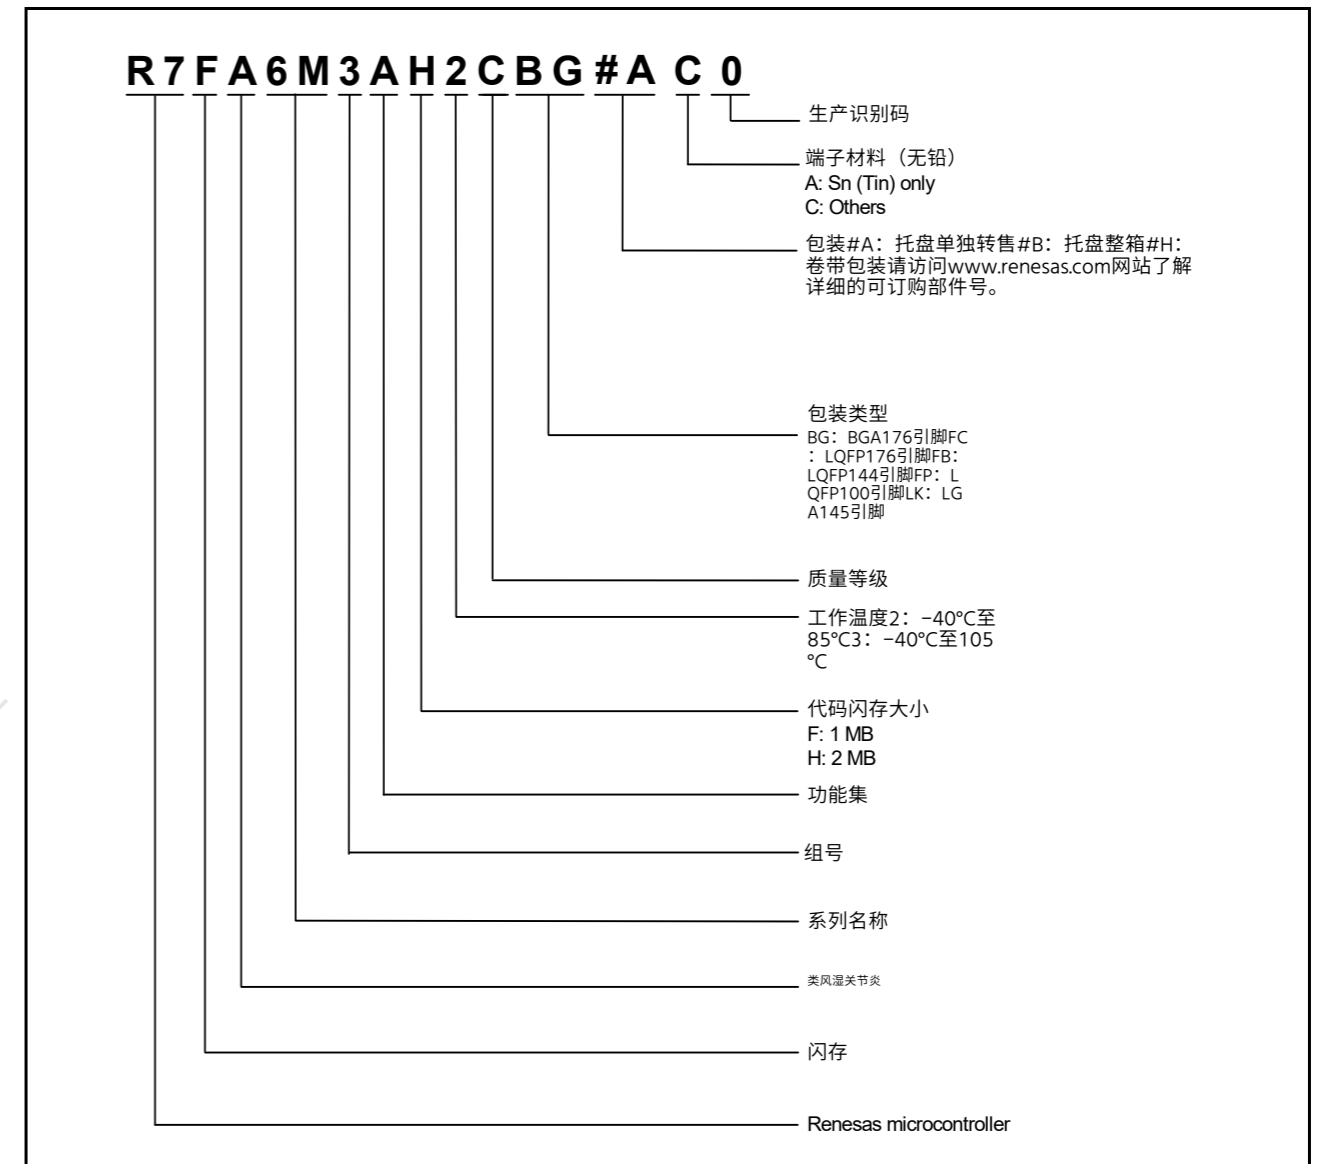 R7FA6M3AH2CBG#AC0
生产识别码
端子材料（无铅）
A: Sn (Tin) only
C: Others
包装#A：托盘单独转售#B：托盘整箱#H：
卷带包装请访问www.renesas.com网站了解
详细的可订购部件号。
包装类型
BG：BGA176引脚FC
：LQFP176引脚FB：
LQFP144引脚FP：L
QFP100引脚LK：LG
A145引脚
质量等级
工作温度2：−40°C至
85°C3：−40°C至105
°C
代码闪存大小
F: 1 MB
H: 2 MB
功能集
组号
系列名称
类风湿关节炎
闪存
Renesas microcontroller